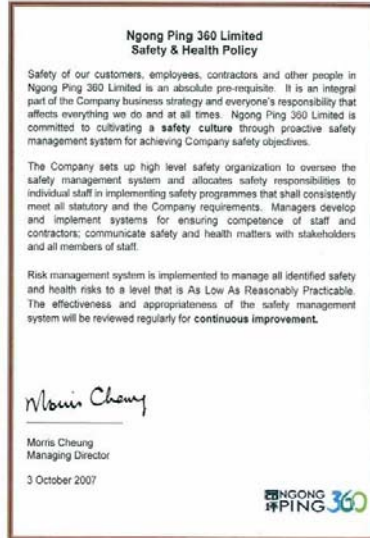 Ngong Ping 360 Limited
Safety & Health Policy
Safety of our customers, employees, contractors and other people in
Ngong Ping 360 Limited is an absolute pre-requisite. It is an integral
part of the Company business strategy and everyone's responsibility that
affects everything we do and at all times. Ngong Ping 360 Limited is
committed to cultivating a safety culture through proactive safety
management system for achieving Company safety objectives.
The Company sets up high level safety organization to oversee the
safety management system and allocates safety responsibilities to
individual staff in implementing safety programmes that shall consistently
meet all statutory and the Company requirements. Managers develop
and implement systems for ensuring competence of staff and
contractors; communicate safety and health matters with stakeholders
and all members of staff.
Risk management system is implemented to manage all identified safety
and health risks to a level that is As Low As Reasonably Practicable.
The effectiveness and appropriateness of the safety management
system will be reviewed regularly for continuous improvement.
Morris Cheung
Morris Cheung
Managing Director
3 October 2007
昂坪 NGONG
PING 360